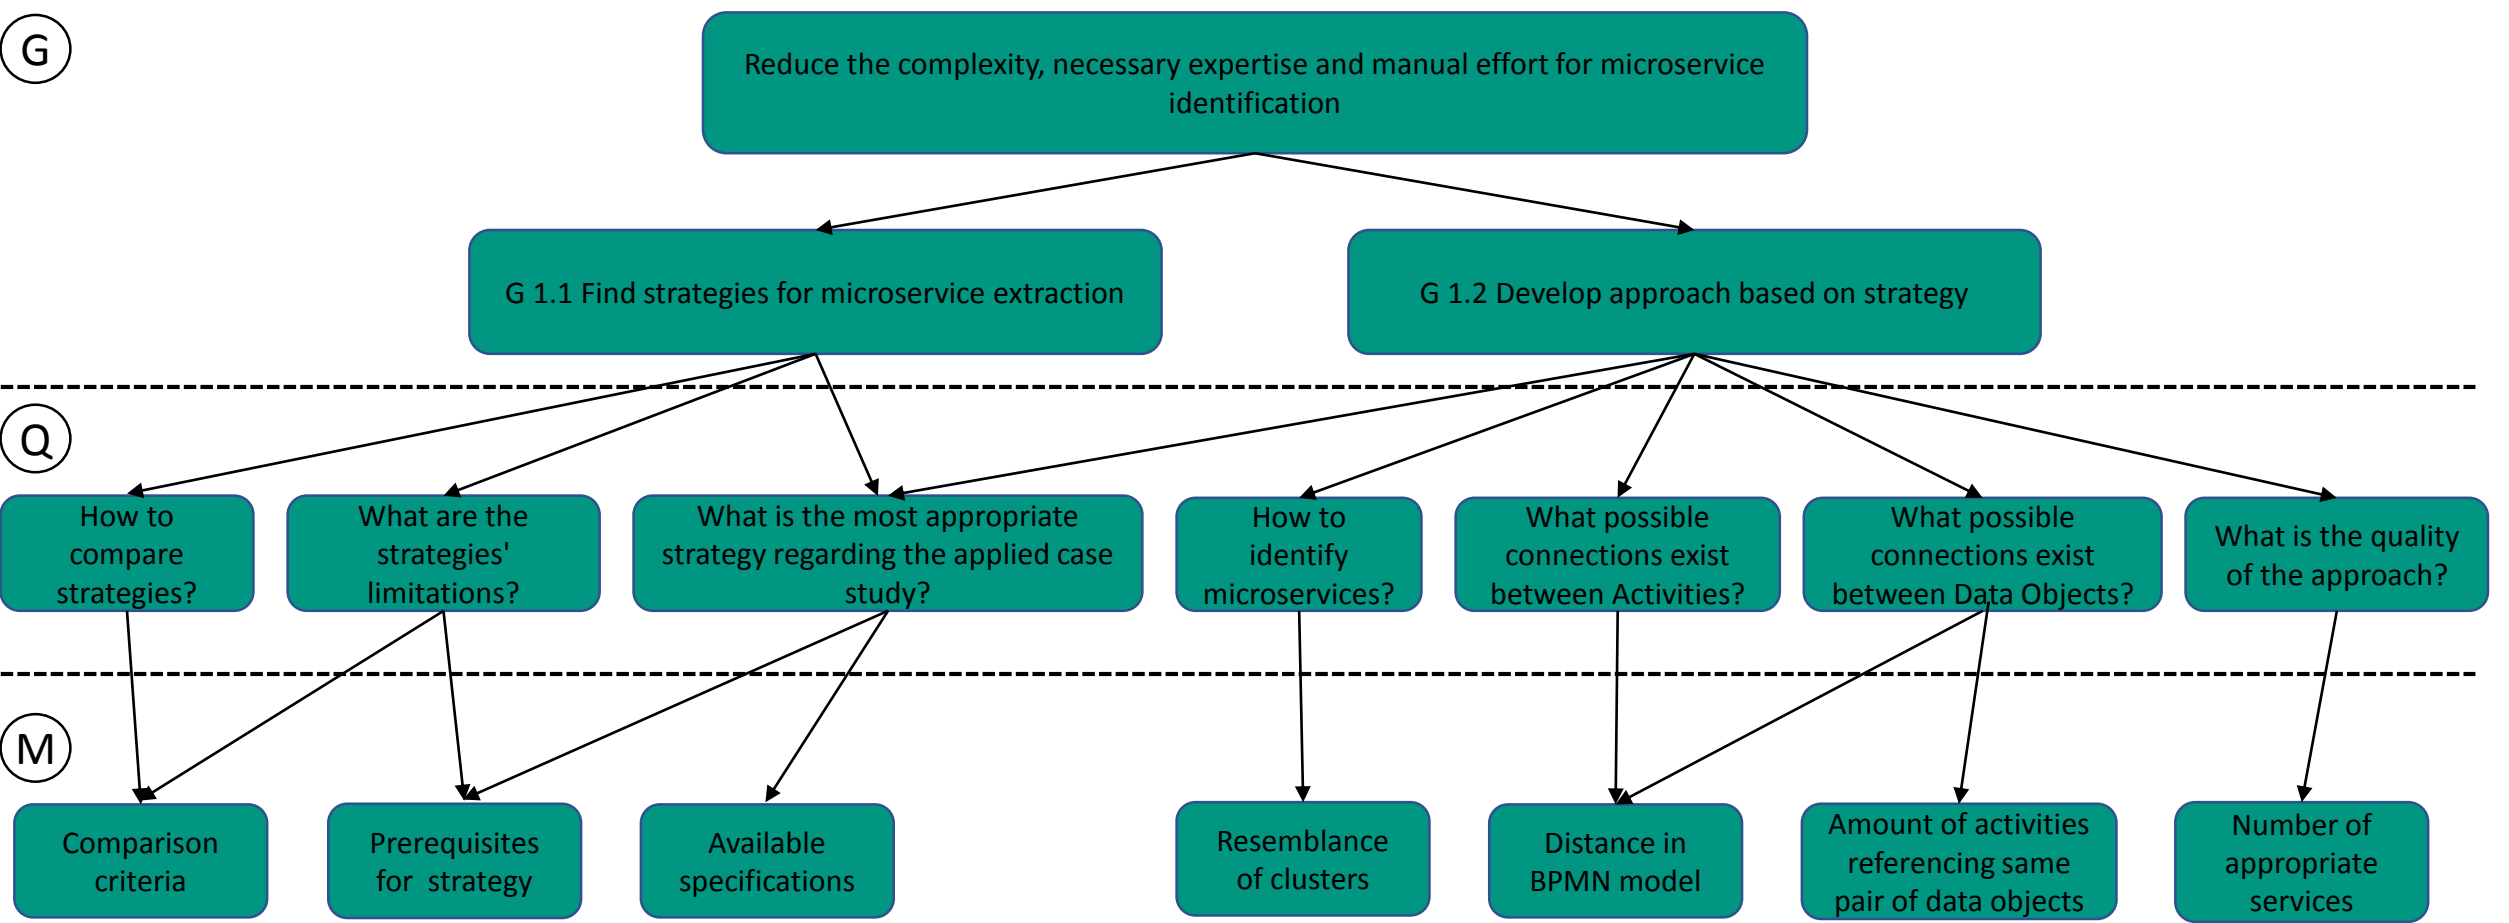 G
Reduce the complexity, necessary expertise and manual effort for microservice
identification
G 1.1 Find strategies for microservice extraction
G 1.2 Develop approach based on strategy
Q
How to
compare
strategies?
What are the
strategies'
limitations?
What is the most appropriate
strategy regarding the applied case
study?
How to
identify
microservices?
What possible
connections exist
between Activities?
What possible
connections exist
between Data Objects?
What is the quality
of the approach?
M
Comparison
criteria
Prerequisites
for strategy
Available
specifications
Resemblance
of clusters
Distance in
BPMN model
Amount of activities
referencing same
pair of data objects
Number of
appropriate
services